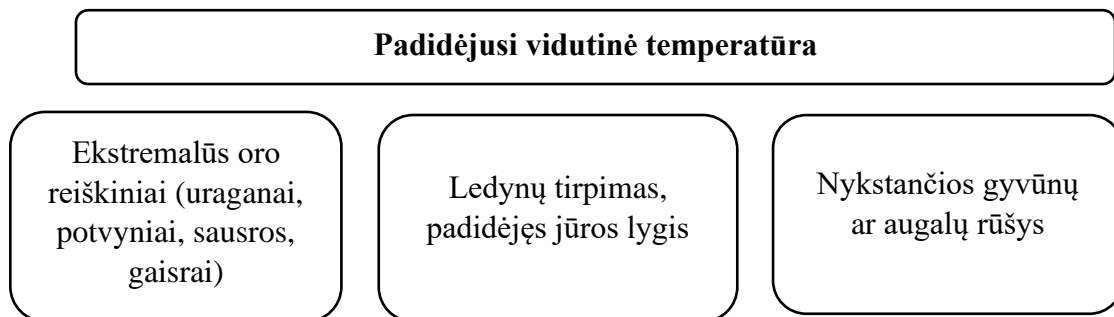 Padidėjusi vidutinė temperatūra
Ekstremalūs oro
reiškiniai (uraganai,
potvyniai, sausros,
gaisrai)
Ledynų tirpimas,
padidėjęs jūros lygis
Nykstančios gyvūnų
ar augalų rūšys